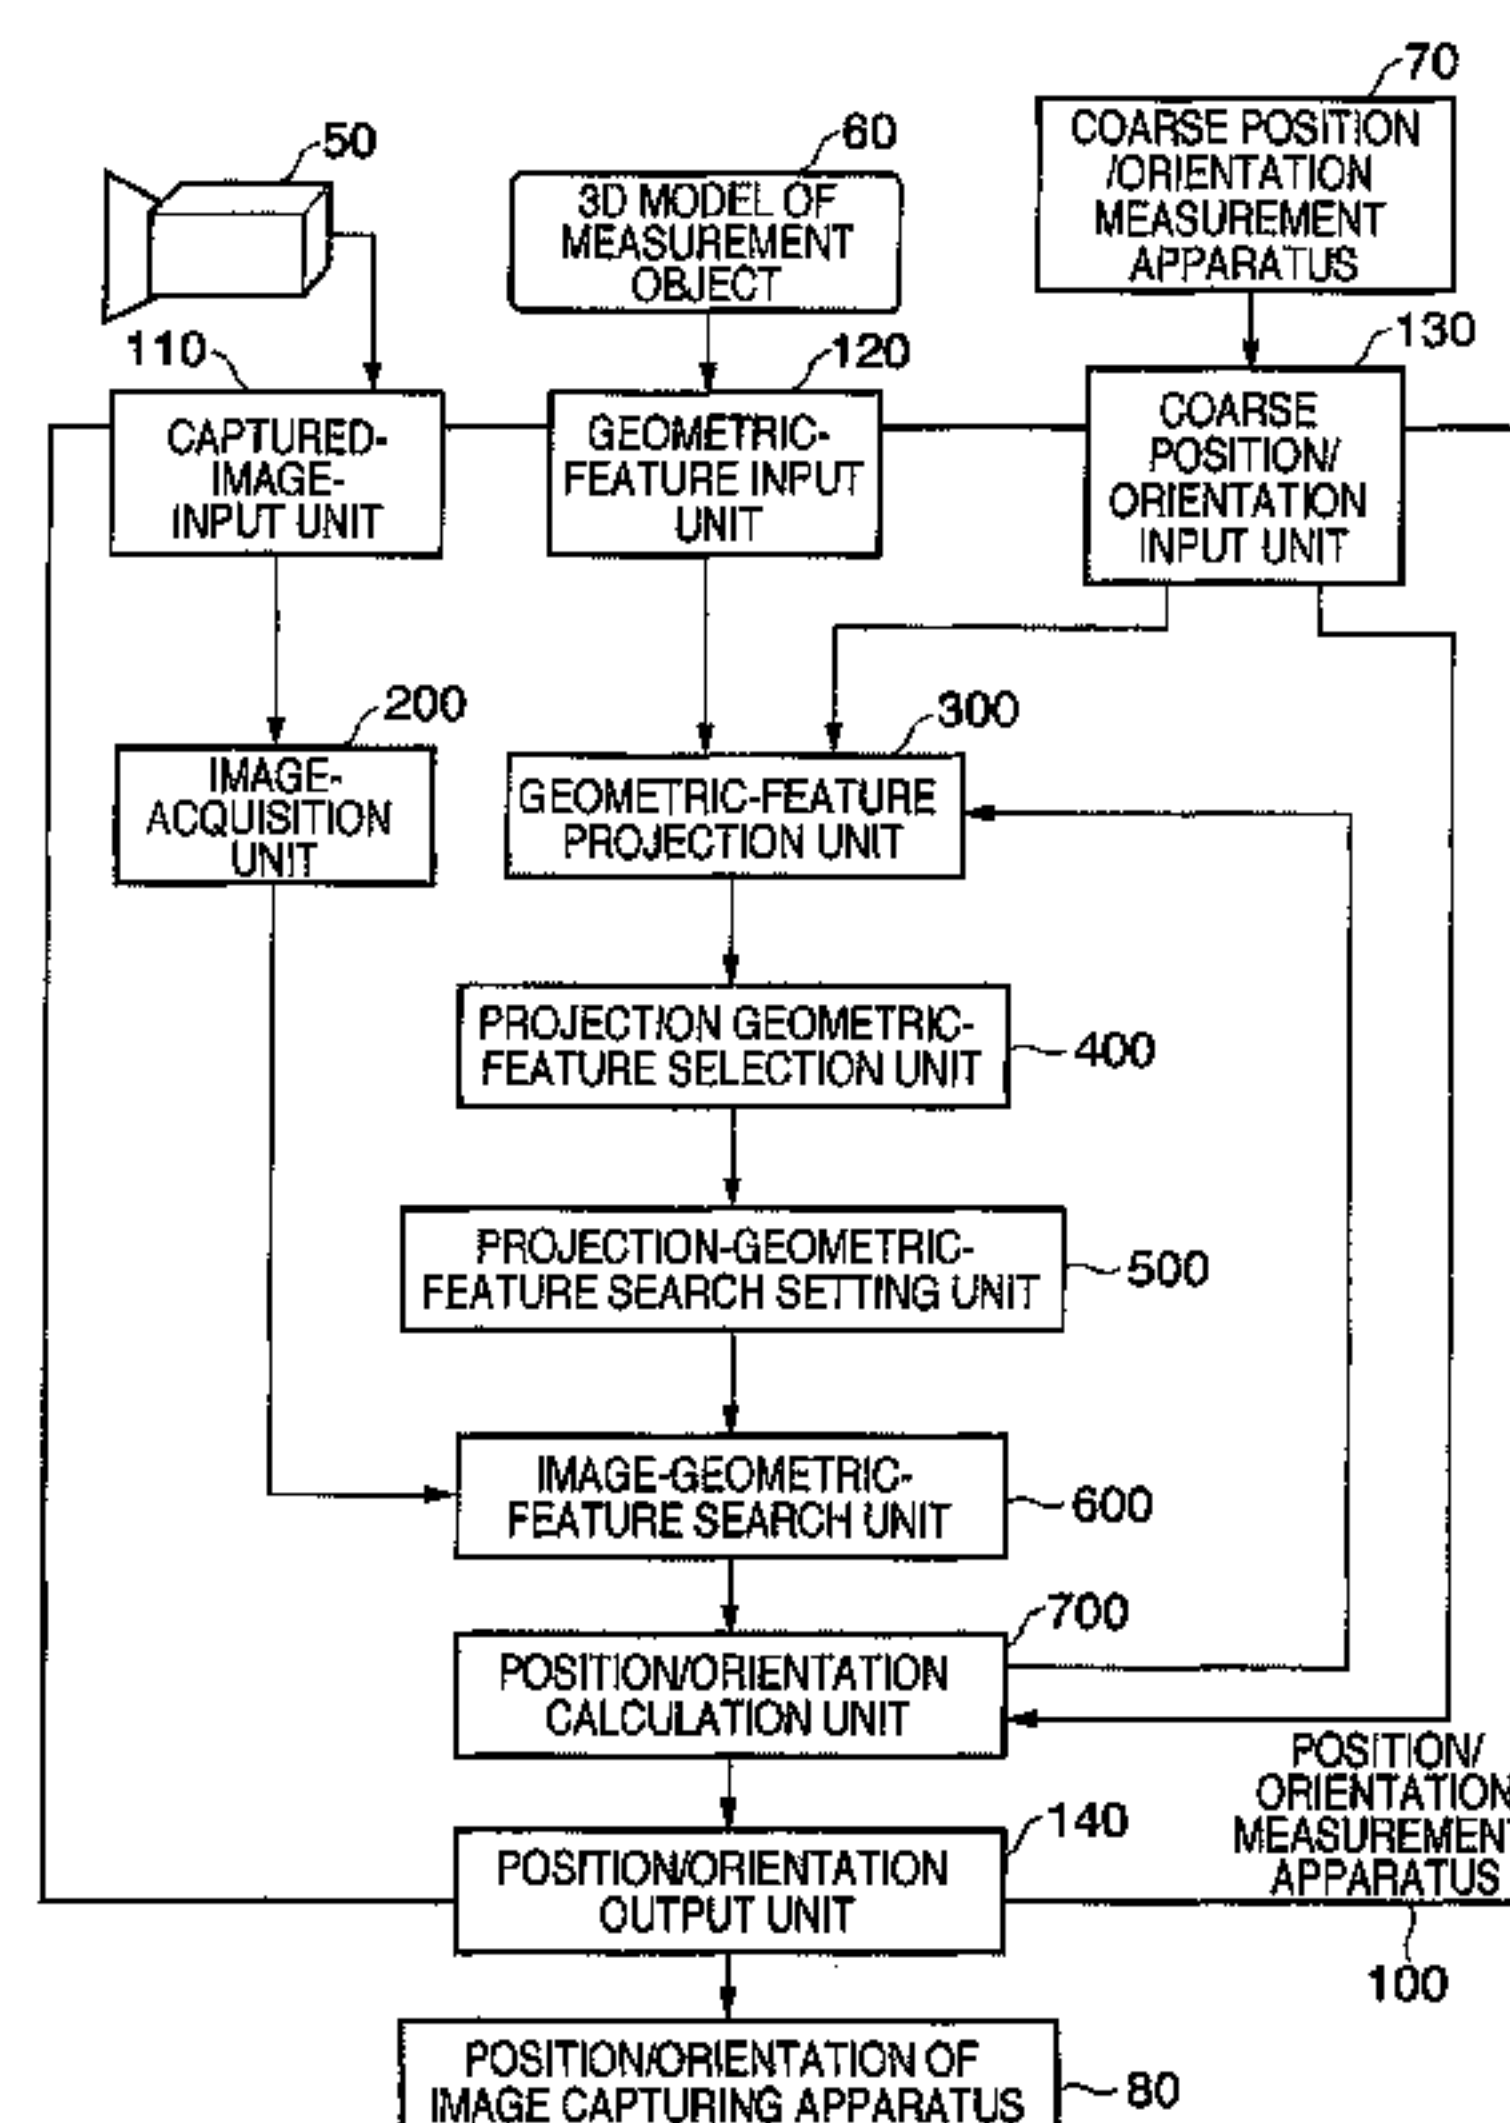 70
COARSE POSITION
/ORIENTATION
MEASUREMENT
APPARATUS
50
60
3D MODEL OF
MEASUREMENT
OBJECT
110
120
130
CAPTURED-
IMAGE-
INPUT UNIT
GEOMETRIC-
FEATURE INPUT
UNIT
COARSE
POSITION/
ORIENTATION
INPUT UNIT
200
IMAGE-
ACQUISITION
UNIT
300
GEOMETRIC-FEATURE
PROJECTION UNIT
PROJECTION GEOMETRIC-
FEATURE SELECTION UNIT
400
PROJECTION-GEOMETRIC-
FEATURE SEARCH SETTING UNIT
500
IMAGE-GEOMETRIC-
FEATURE SEARCH UNIT
600
700
POSITION/ORIENTATION
CALCULATION UNIT
POSITION/
ORIENTATION
MEASUREMENT
APPARATUS
140
POSITION/ORIENTATION
OUTPUT UNIT
100
POSITION/ORIENTATION OF
IMAGE CAPTURING APPARATUS
80